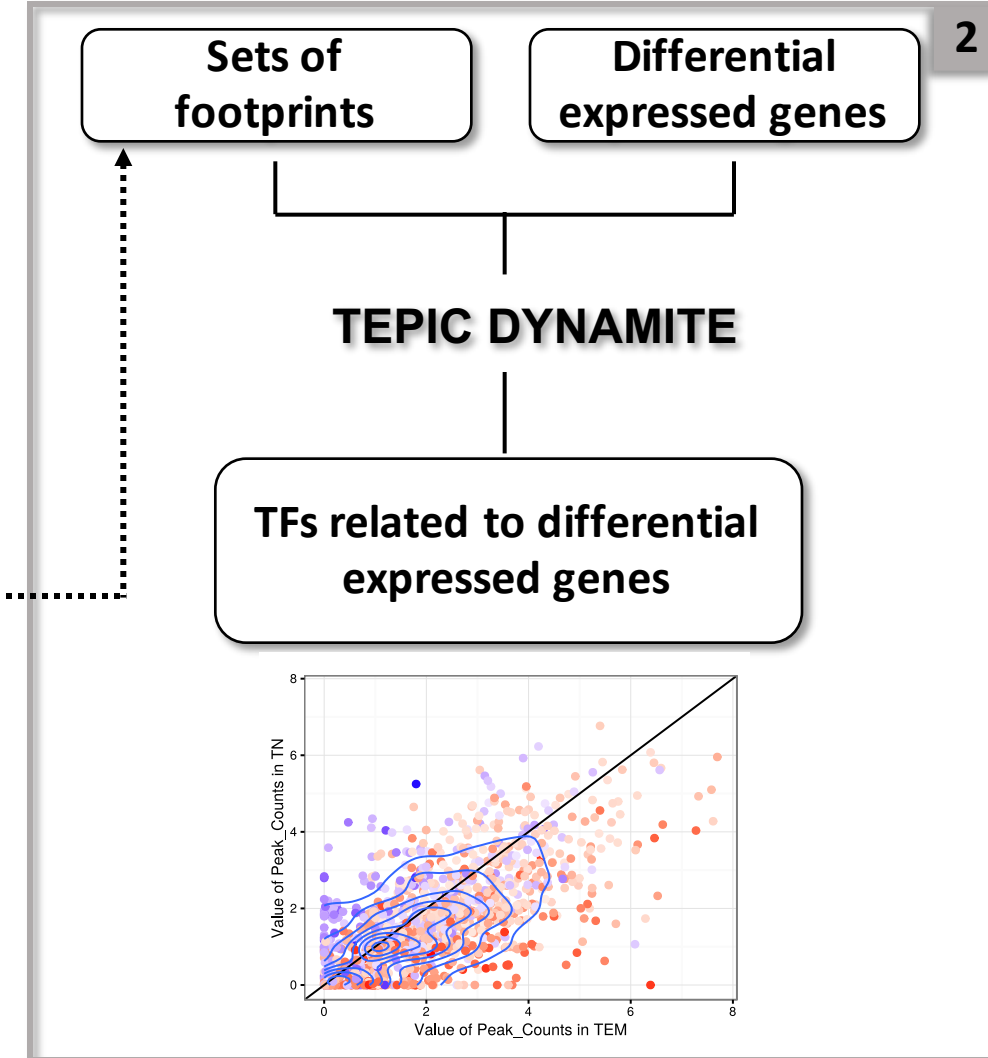 2
Sets of
footprints
Differential
expressed genes
TEPIC DYNAMITE
TFs related to differential
expressed genes
8
6
4
2
0
Value of Peak_Counts in TN
0 2 4 6 8
Value of Peak_Counts in TEM